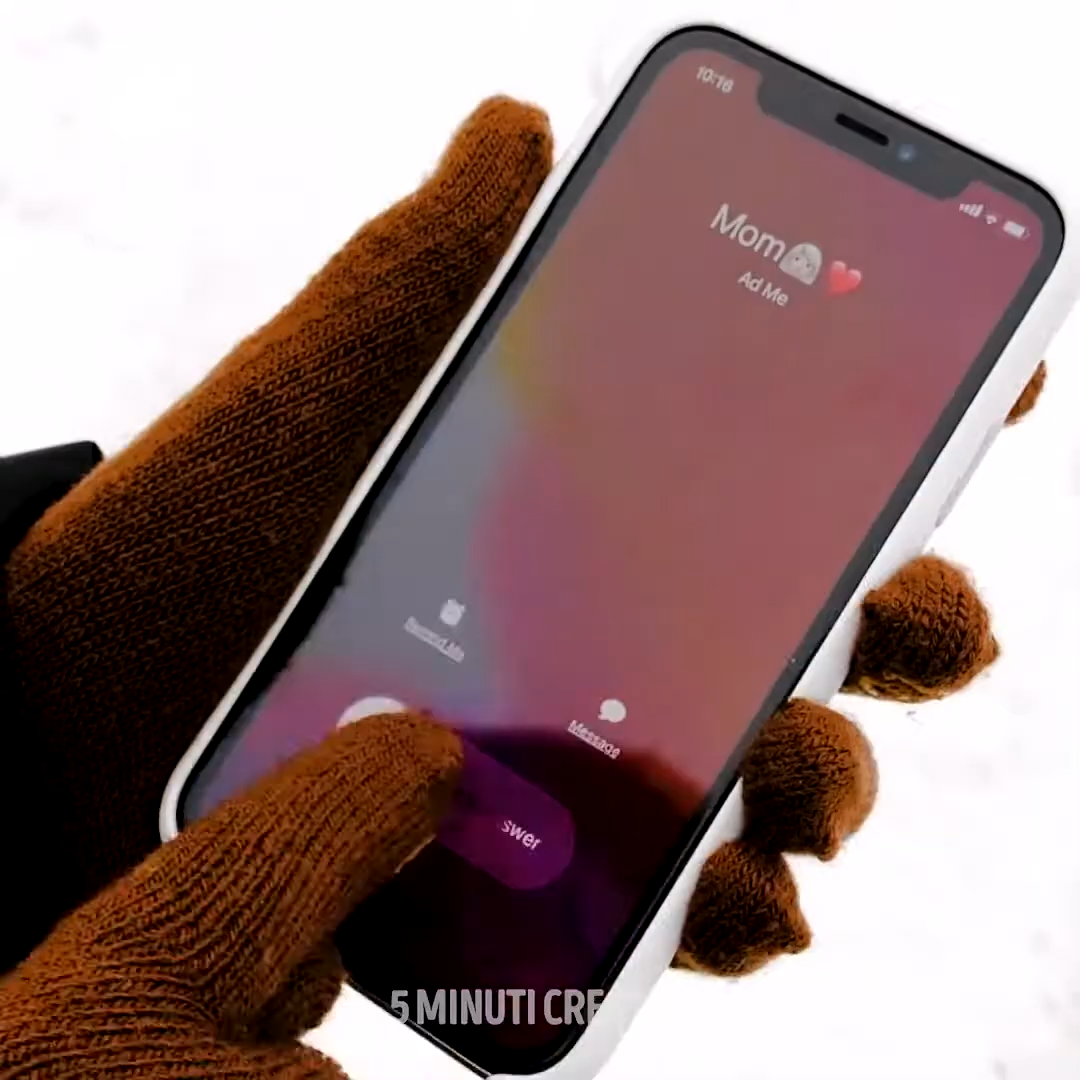 10:16
Mom👵❤️
Ad Me
Remind Me
Message
swer
5 MINUTI CRE